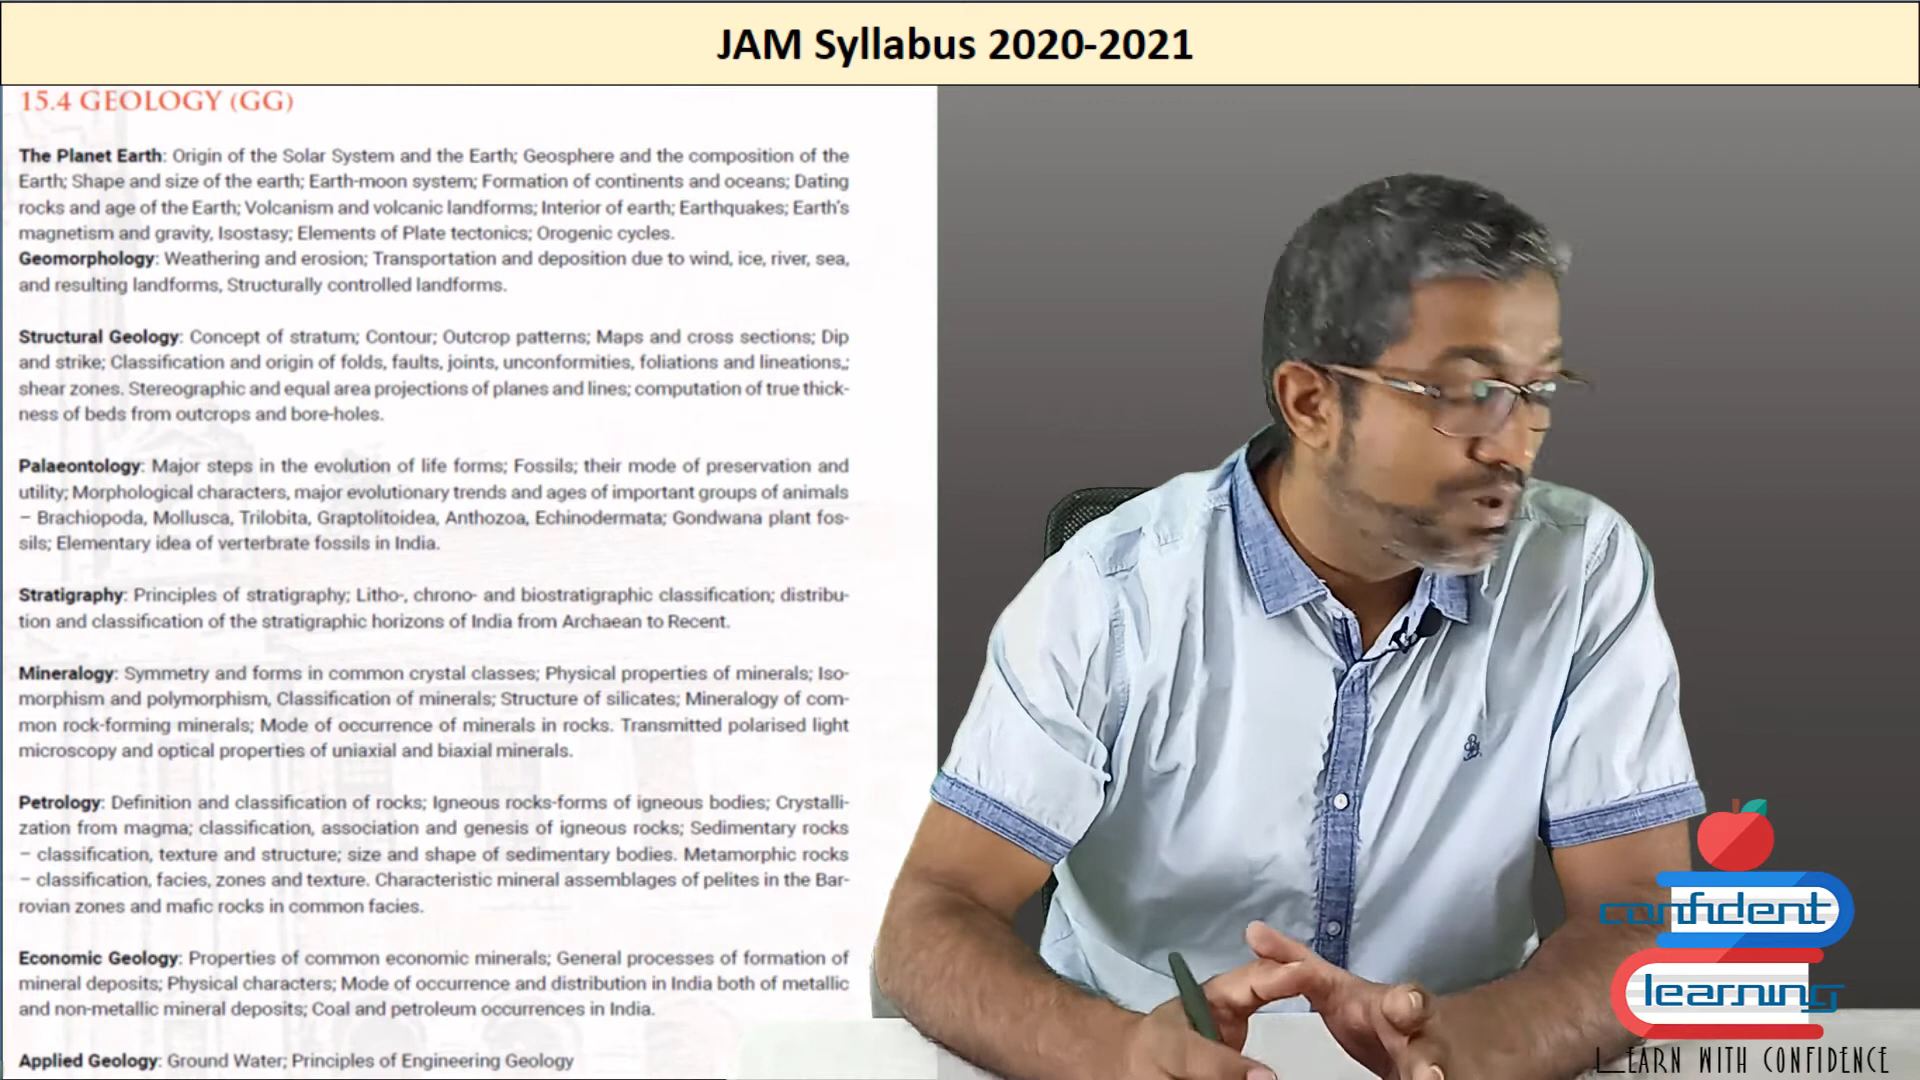 JAM Syllabus 2020-2021
15.4 GEOLOGY (GG)
The Planet Earth: Origin of the Solar System and the Earth; Geosphere and the composition of the
Earth; Shape and size of the earth; Earth-moon system; Formation of continents and oceans; Dating
rocks and age of the Earth; Volcanism and volcanic landforms; Interior of earth; Earthquakes; Earth's
magnetism and gravity, Isostasy; Elements of Plate tectonics; Orogenic cycles.
Geomorphology: Weathering and erosion; Transportation and deposition due to wind, ice, river, sea,
and resulting landforms, Structurally controlled landforms.
Structural Geology: Concept of stratum; Contour; Outcrop patterns; Maps and cross sections; Dip
and strike; Classification and origin of folds, faults, joints, unconformities, foliations and lineations,;
shear zones. Stereographic and equal area projections of planes and lines; computation of true thick-
ness of beds from outcrops and bore-holes.
Palaeontology: Major steps in the evolution of life forms; Fossils; their mode of preservation and
utility; Morphological characters, major evolutionary trends and ages of important groups of animals
– Brachiopoda, Mollusca, Trilobita, Graptolitoidea, Anthozoa, Echinodermata; Gondwana plant fos-
sils; Elementary idea of verterbrate fossils in India.
Stratigraphy: Principles of stratigraphy; Litho-, chrono- and biostratigraphic classification; distribu-
tion and classification of the stratigraphic horizons of India from Archaean to Recent.
Mineralogy: Symmetry and forms in common crystal classes; Physical properties of minerals; Iso-
morphism and polymorphism, Classification of minerals; Structure of silicates; Mineralogy of com-
mon rock-forming minerals; Mode of occurrence of minerals in rocks. Transmitted polarised light
microscopy and optical properties of uniaxial and biaxial minerals.
Petrology: Definition and classification of rocks; Igneous rocks-forms of igneous bodies; Crystalli-
zation from magma; classification, association and genesis of igneous rocks; Sedimentary rocks
– classification, texture and structure; size and shape of sedimentary bodies. Metamorphic rocks
– classification, facies, zones and texture. Characteristic mineral assemblages of pelites in the Bar-
rovian zones and mafic rocks in common facies.
Economic Geology: Properties of common economic minerals; General processes of formation of
mineral deposits; Physical characters; Mode of occurrence and distribution in India both of metallic
and non-metallic mineral deposits; Coal and petroleum occurrences in India.
Applied Geology: Ground Water; Principles of Engineering Geology
confident
learning
LEARN WITH CONFIDENCE